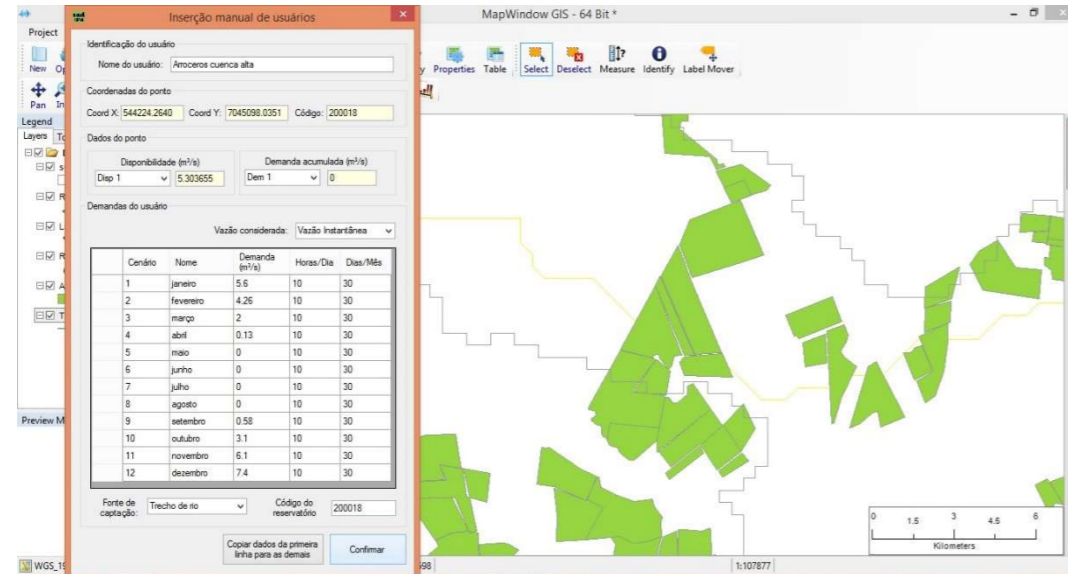 Inserção manual de usuários
MapWindow GIS - 64 Bit *
Project
Identificação do usuário
Nome do usuário: Arroceros cuenca alta
New Op
y Properties Table Select Deselect Measure Identify Label Mover
Pan In
Coordenadas do ponto
Coord X: 544224.2640 Coord Y: 7045098.0351 Código: 200018
Legend
Layers To
Dados do ponto
Disponibilidade (m³/s) Demanda acumulada (m³/s)
Disp 1 5.303655 Dem 1 0
Demandas do usuário
Vazão considerada: Vazão Instantânea
Cenário Nome Demanda (m³/s) Horas/Dia Dias/Mês
1 janeiro 5.6 10 30
2 fevereiro 4.26 10 30
3 março 2 10 30
4 abril 0.13 10 30
5 maio 0 10 30
6 junho 0 10 30
7 julho 0 10 30
8 agosto 0 10 30
9 setembro 0.58 10 30
10 outubro 3.1 10 30
11 novembro 6.1 10 30
12 dezembro 7.4 10 30
Preview M
Fonte de captação: Trecho de rio Código do reservatório 200018
Copiar dados da primeira linha para as demais
Confirmar
0 1.5 3 4.5 6
Kilometers
WGS_19
698
1:107877